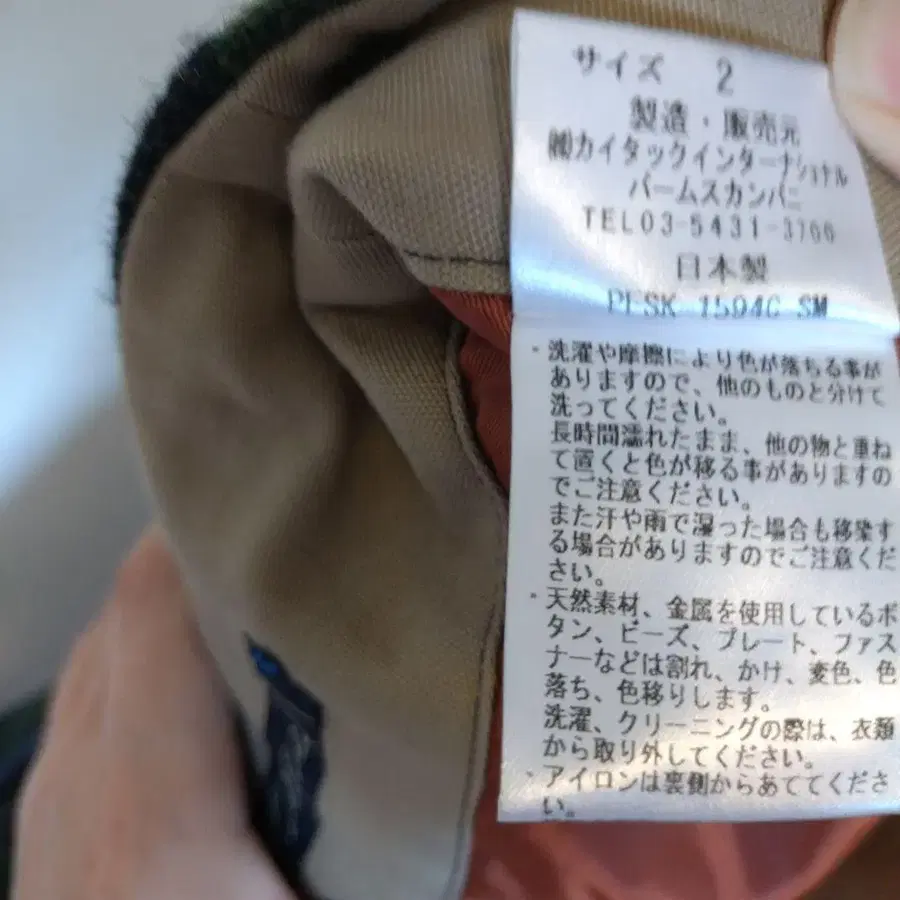 サイズ 2
製造・販売元
㈱カイタックインターナショナル
パームスカンパニ
TEL03-5431-3766
日本製
PFSK 1594C SM
・洗濯や摩擦により色が落ちる事が
ありますので、他のものと分けて
洗ってください。
長時間濡れたまま、他の物と重ね
て置くと色が移る事がありますの
でご注意ください。
また汗や雨で湿った場合も移染す
る場合がありますのでご注意くだ
さい。
・天然素材、金属を使用しているボ
タン、ビーズ、プレート、ファス
ナーなどは割れ、かけ、変色、色
落ち、色移りします。
洗濯、クリーニングの際は、衣類
から取り外してください。
・アイロンは裏側からあててくださ
い。